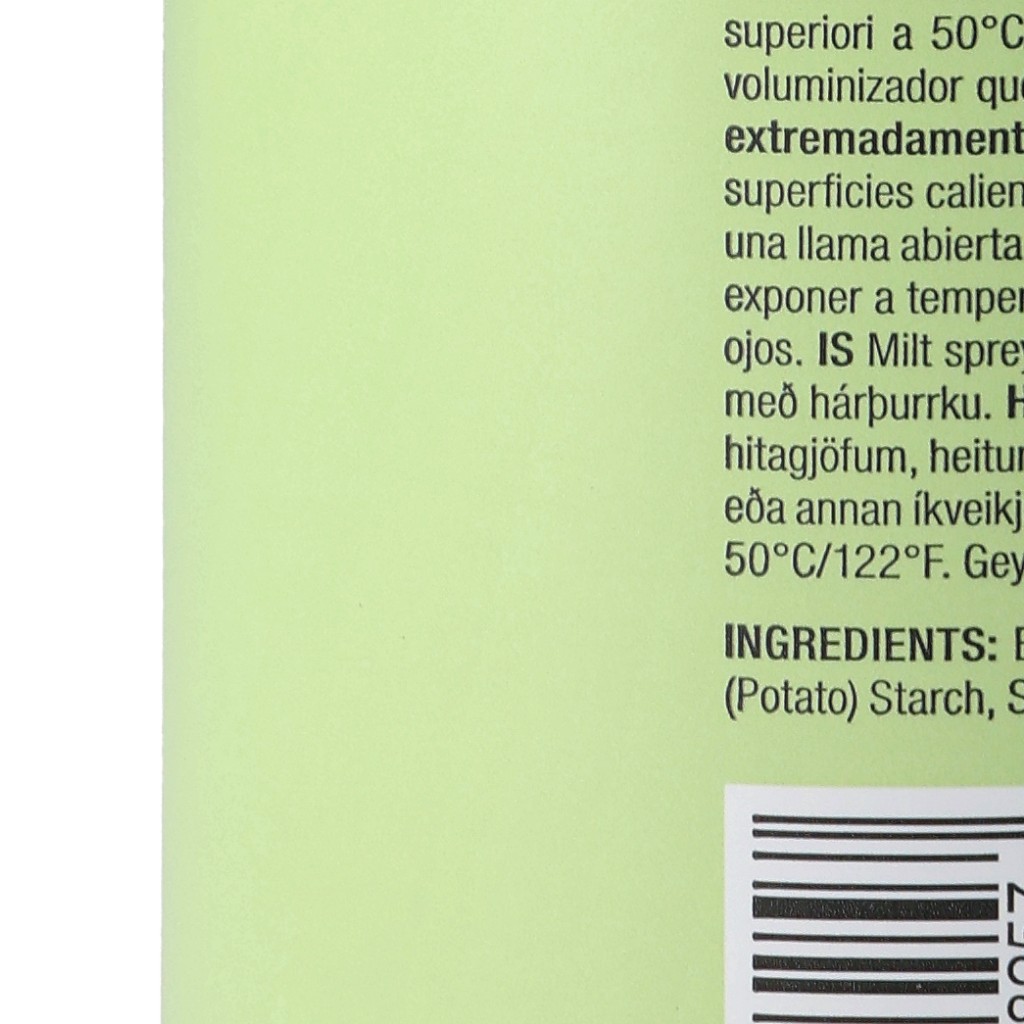 superiori a 50°C
voluminizador
extremadament
superficies calien
una llama abierta
exponer a temper
ojos. IS Milt sprey
með hárþurrku.
hitagjöfum, heitur
eða annan íkveikj
50°C/122°F. Gey
INGREDIENTS:
(Potato) Starch, S